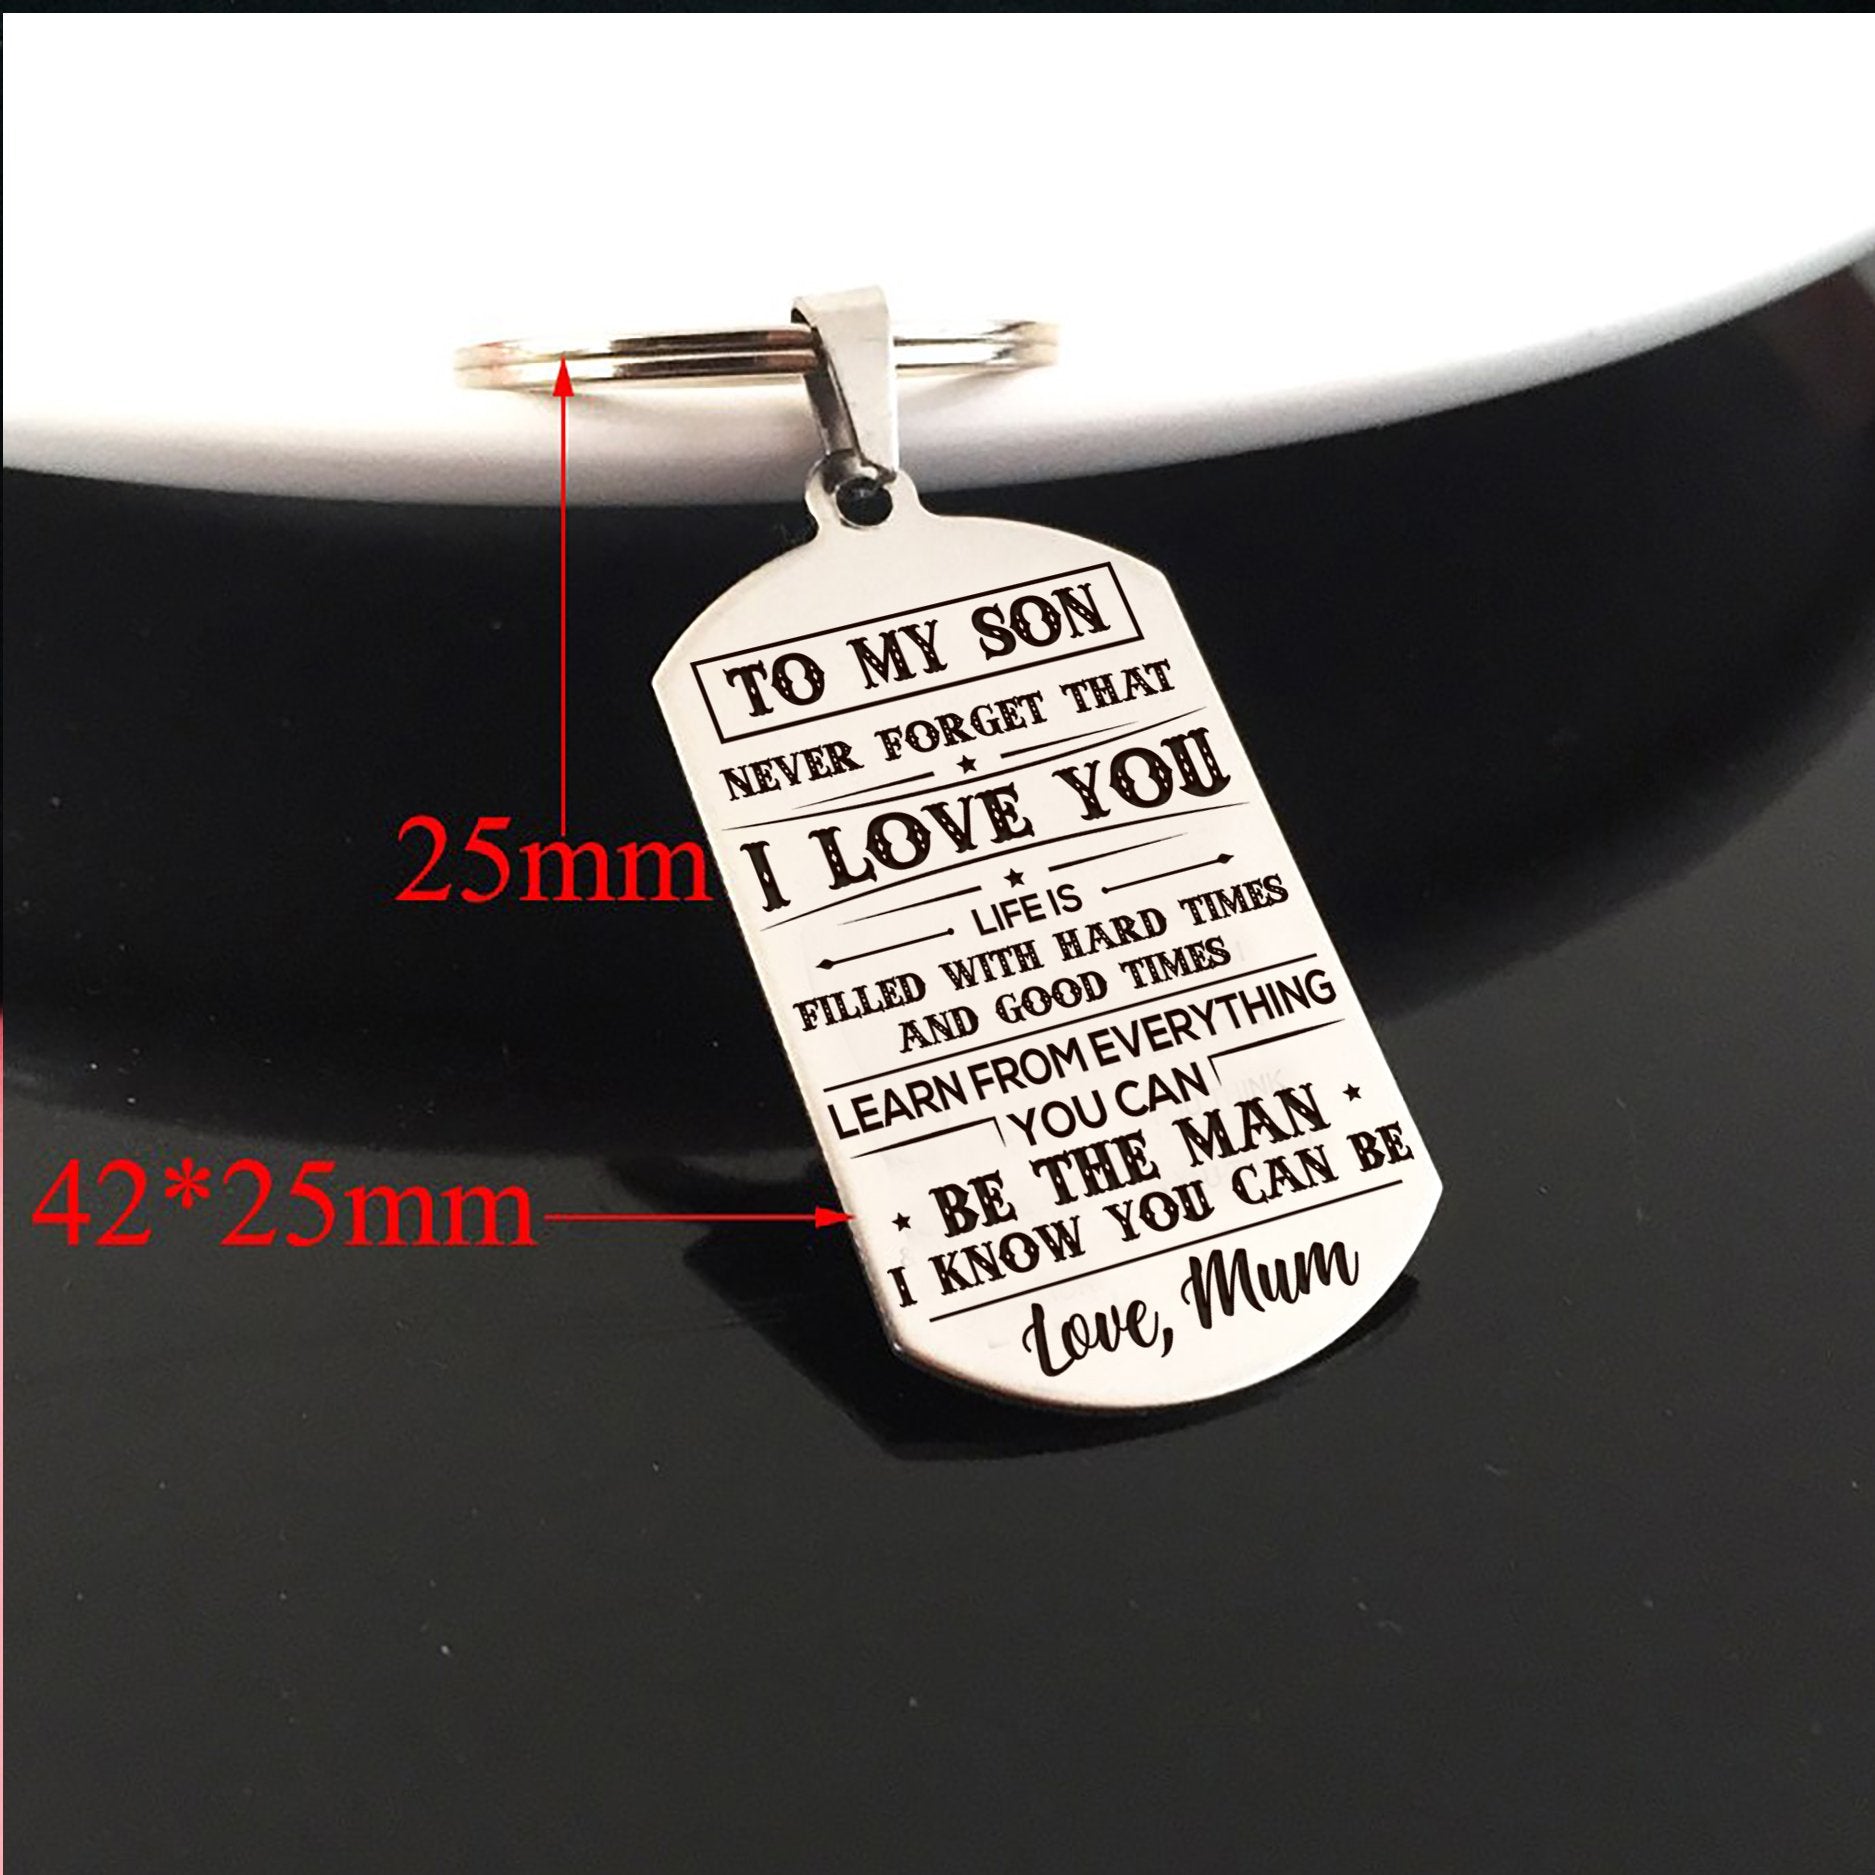 TO MY SON
NEVER FORGET THAT
I LOVE YOU
25mm
LIFE IS
FILLED WITH HARD TIMES
AND GOOD TIMES
LEARN FROM EVERYTHING
YOU CAN
BE THE MAN
I KNOW YOU CAN BE
42*25mm
Love, Mum